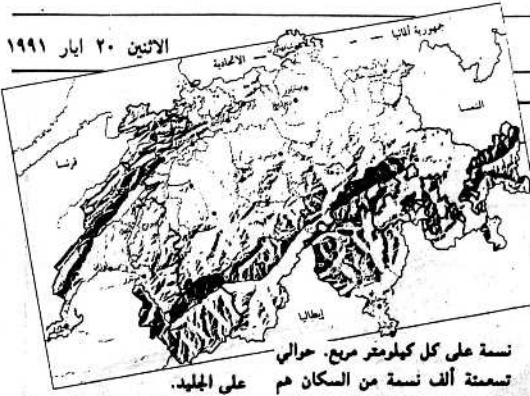 الاثنين ٢٠ ايار ١٩٩١
جمهورية ألمانيا
الاتحادية
النمسا
فرنسا
إيطاليا
نسمة على كل كيلومتر مربع. حوالي
تسعمئة ألف نسمة من السكان هم
على الجليد.